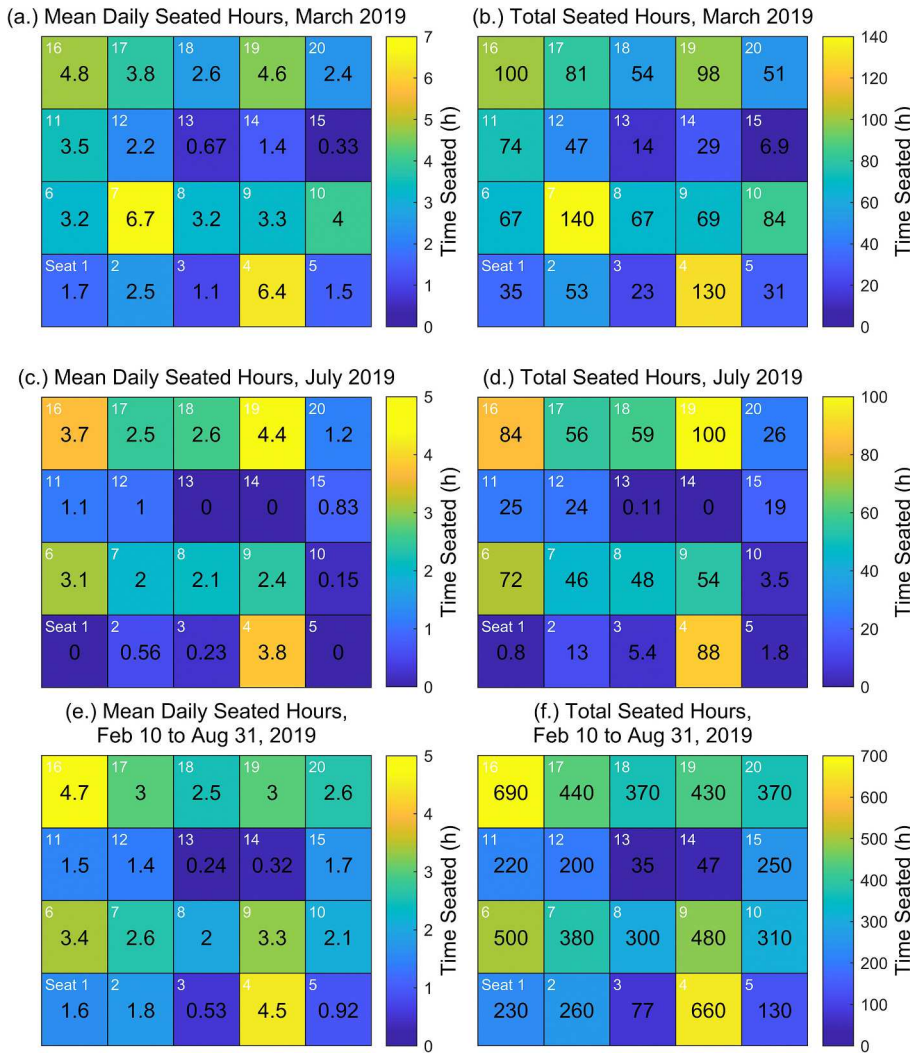 (a.) Mean Daily Seated Hours, March 2019
16 17 18 19 20
4.8 3.8 2.6 4.6 2.4
11 12 13 14 15
3.5 2.2 0.67 1.4 0.33
6 7 8 9 10
3.2 6.7 3.2 3.3 4
Seat 1 2 3 4 5
1.7 2.5 1.1 6.4 1.5
7
6
5
4
3
2
1
0
Time Seated (h)
(b.) Total Seated Hours, March 2019
16 17 18 19 20
100 81 54 98 51
11 12 13 14 15
74 47 14 29 6.9
6 7 8 9 10
67 140 67 69 84
Seat 1 2 3 4 5
35 53 23 130 31
140
120
100
80
60
40
20
0
Time Seated (h)
(c.) Mean Daily Seated Hours, July 2019
16 17 18 19 20
3.7 2.5 2.6 4.4 1.2
11 12 13 14 15
1.1 1 0 0 0.83
6 7 8 9 10
3.1 2 2.1 2.4 0.15
Seat 1 2 3 4 5
0 0.56 0.23 3.8 0
5
4
3
2
1
0
Time Seated (h)
(d.) Total Seated Hours, July 2019
16 17 18 19 20
84 56 59 100 26
11 12 13 14 15
25 24 0.11 0 19
6 7 8 9 10
72 46 48 54 3.5
Seat 1 2 3 4 5
0.8 13 5.4 88 1.8
100
80
60
40
20
0
Time Seated (h)
(e.) Mean Daily Seated Hours,
Feb 10 to Aug 31, 2019
16 17 18 19 20
4.7 3 2.5 3 2.6
11 12 13 14 15
1.5 1.4 0.24 0.32 1.7
6 7 8 9 10
3.4 2.6 2 3.3 2.1
Seat 1 2 3 4 5
1.6 1.8 0.53 4.5 0.92
5
4
3
2
1
0
Time Seated (h)
(f.) Total Seated Hours,
Feb 10 to Aug 31, 2019
16 17 18 19 20
690 440 370 430 370
11 12 13 14 15
220 200 35 47 250
6 7 8 9 10
500 380 300 480 310
Seat 1 2 3 4 5
230 260 77 660 130
700
600
500
400
300
200
100
0
Time Seated (h)